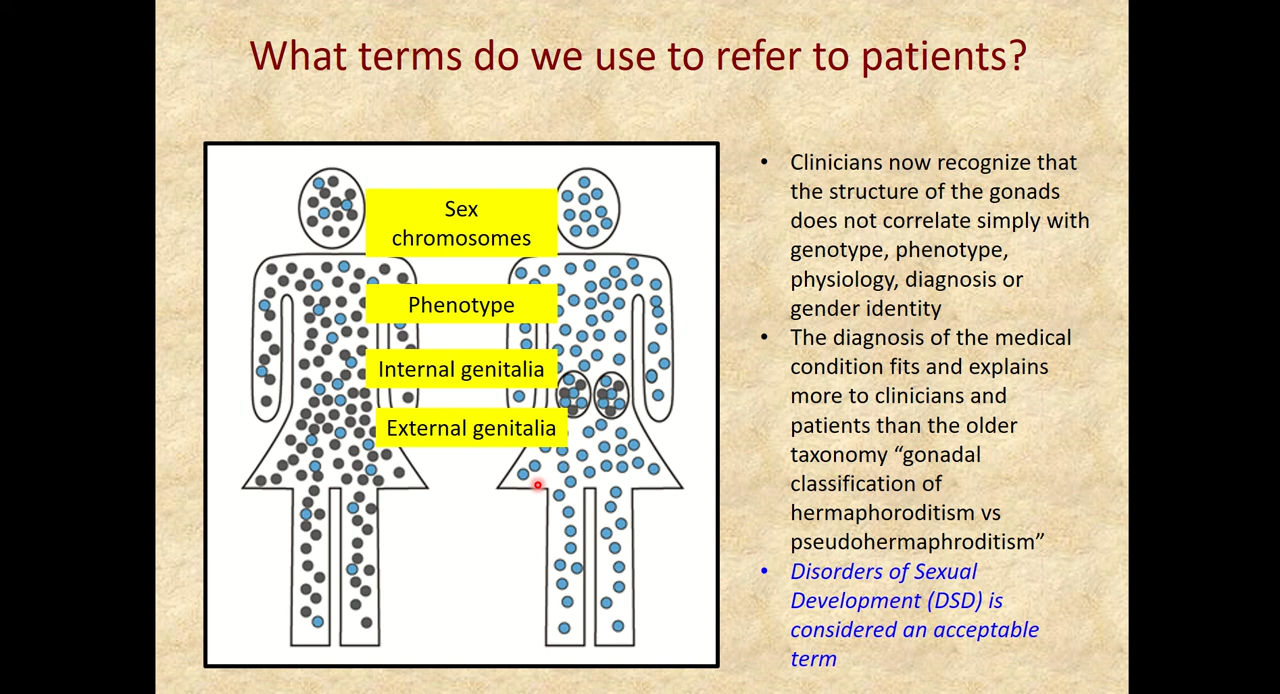 What terms do we use to refer to patients?
Sex
chromosomes
Phenotype
Internal genitalia
External genitalia
• Clinicians now recognize that
the structure of the gonads
does not correlate simply with
genotype, phenotype,
physiology, diagnosis or
gender identity
• The diagnosis of the medical
condition fits and explains
more to clinicians and
patients than the older
taxonomy “gonadal
classification of
hermaphoroditism vs
pseudohermaphroditism”
• Disorders of Sexual
Development (DSD) is
considered an acceptable
term